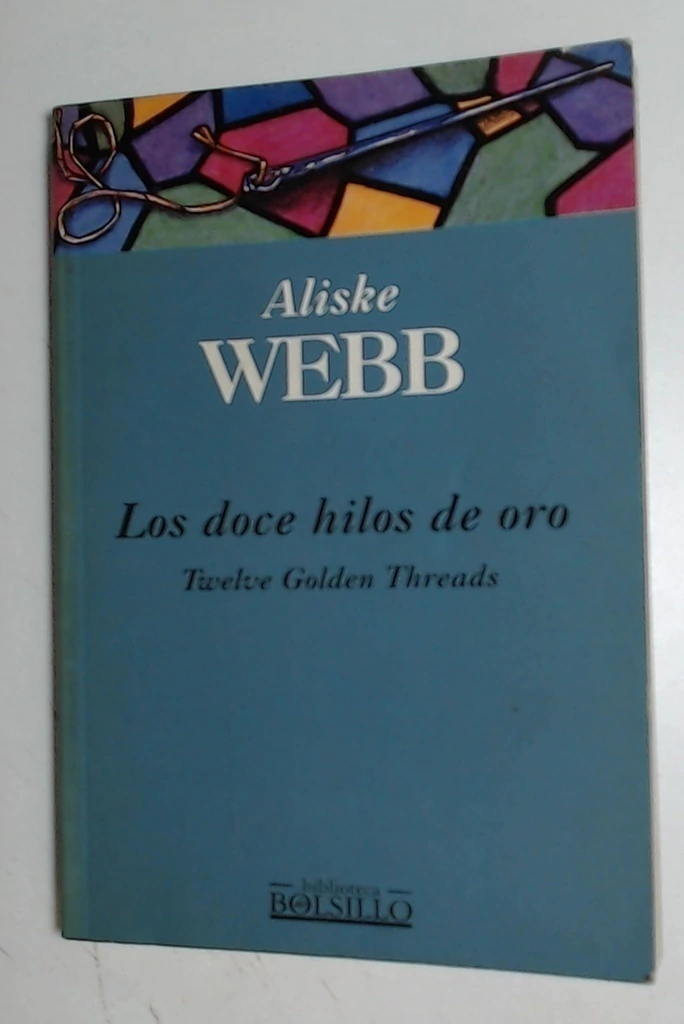 Aliske
WEBB
Los doce hilos de oro
Twelve Golden Threads
biblioteca
BOLSILLO